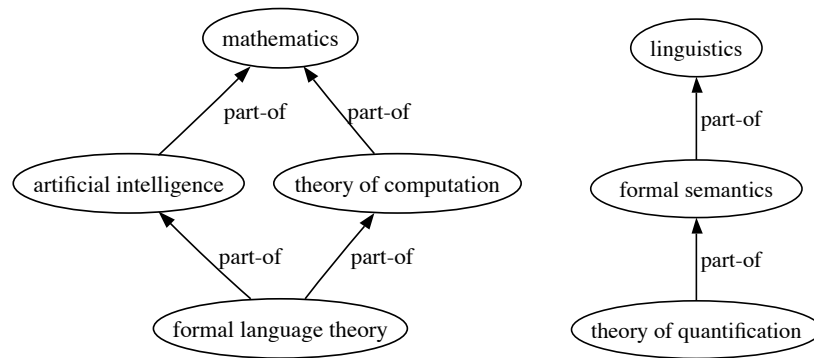 mathematics
linguistics
part-of
part-of
part-of
artificial intelligence
theory of computation
formal semantics
part-of
part-of
part-of
formal language theory
theory of quantification